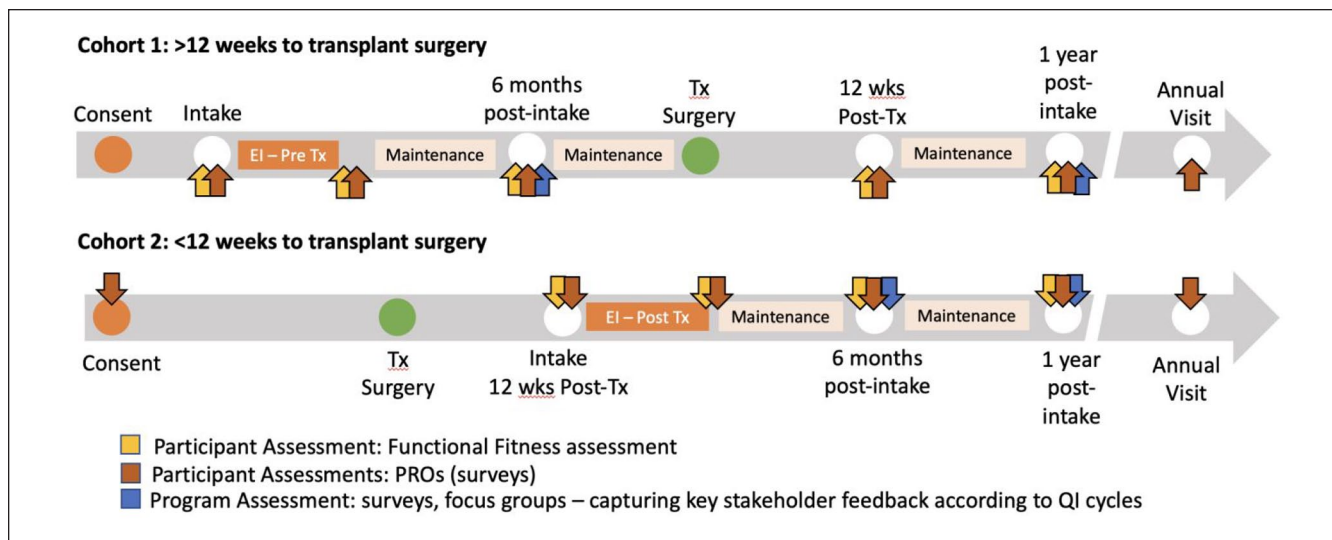 Cohort 1: >12 weeks to transplant surgery
Consent
Intake
6 months
post-intake
Tx
Surgery
12 wks
Post-Tx
1 year
post-
intake
Annual
Visit
EI – Pre Tx
Maintenance
Maintenance
Maintenance
Cohort 2: <12 weeks to transplant surgery
EI – Post Tx
Maintenance
Maintenance
Consent
Tx
Surgery
Intake
12 wks Post-Tx
6 months
post-intake
1 year
post-
intake
Annual
Visit
Participant Assessment: Functional Fitness assessment
Participant Assessments: PROs (surveys)
Program Assessment: surveys, focus groups – capturing key stakeholder feedback according to QI cycles